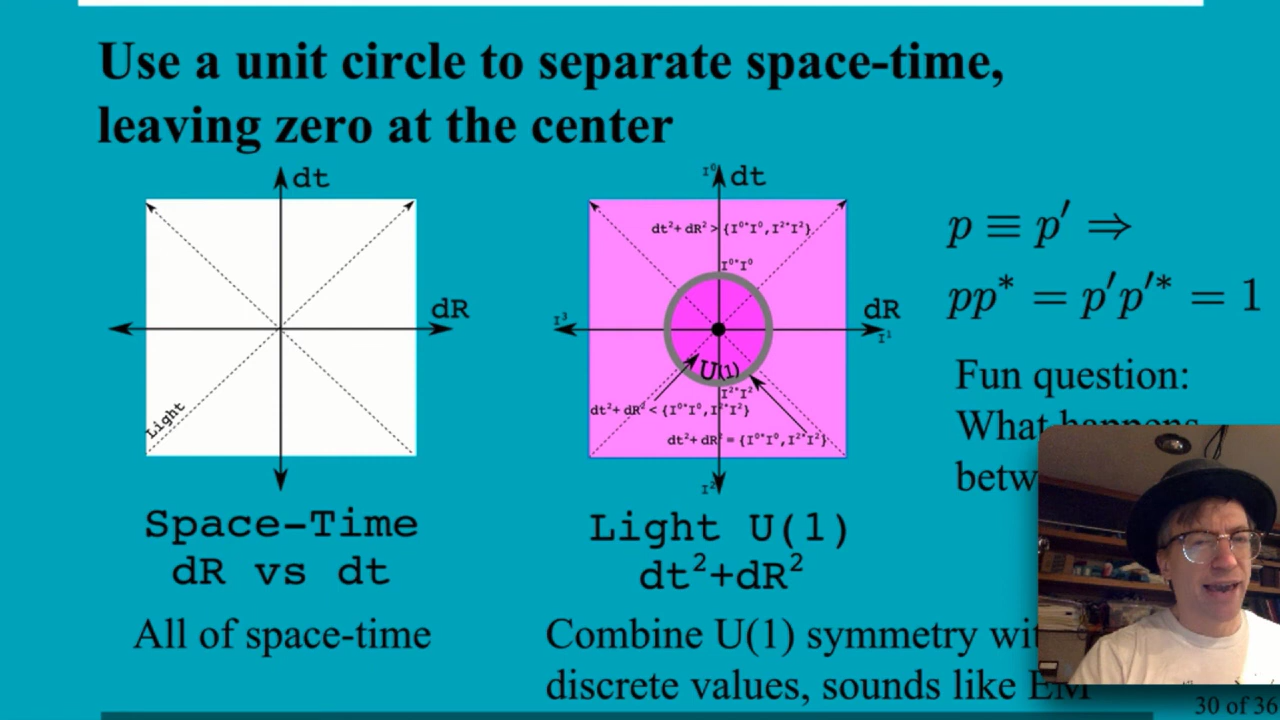 Use a unit circle to separate space-time,
leaving zero at the center
dt
dR
Light
Space-Time
dR vs dt
All of space-time
I⁰
dt
dt²+ dR² > {I⁰*I⁰,I²*I²}
I⁰*I⁰
I³
dR
I¹
U(1)
I²*I²
dt²+ dR² < {I⁰*I⁰,I²*I²}
dt²+ dR² = {I⁰*I⁰,I²*I²}
I²
Light U(1)
dt²+dR²
Combine U(1) symmetry
discrete values, sounds like EM
p ≡ p′ ⇒
pp* = p′p′* = 1
Fun question:
What happens
30 of 36